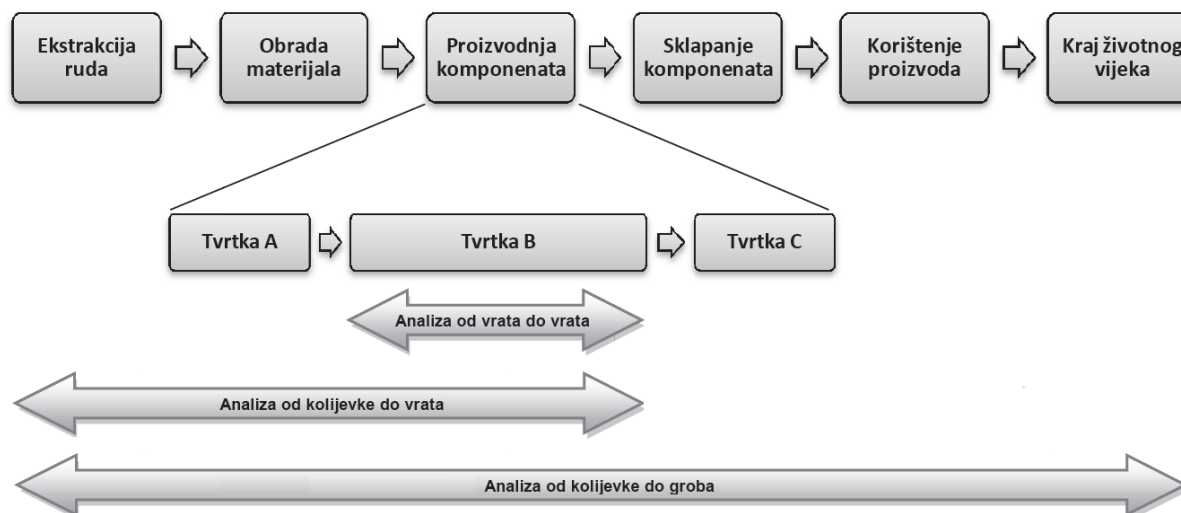 Ekstrakcija
ruda
Obrada
materijala
Proizvodnja
komponenata
Sklapanje
komponenata
Korištenje
proizvoda
Kraj životnog
vijeka
Tvrtka A
Tvrtka B
Tvrtka C
Analiza od vrata do vrata
Analiza od kolijevke do vrata
Analiza od kolijevke do groba